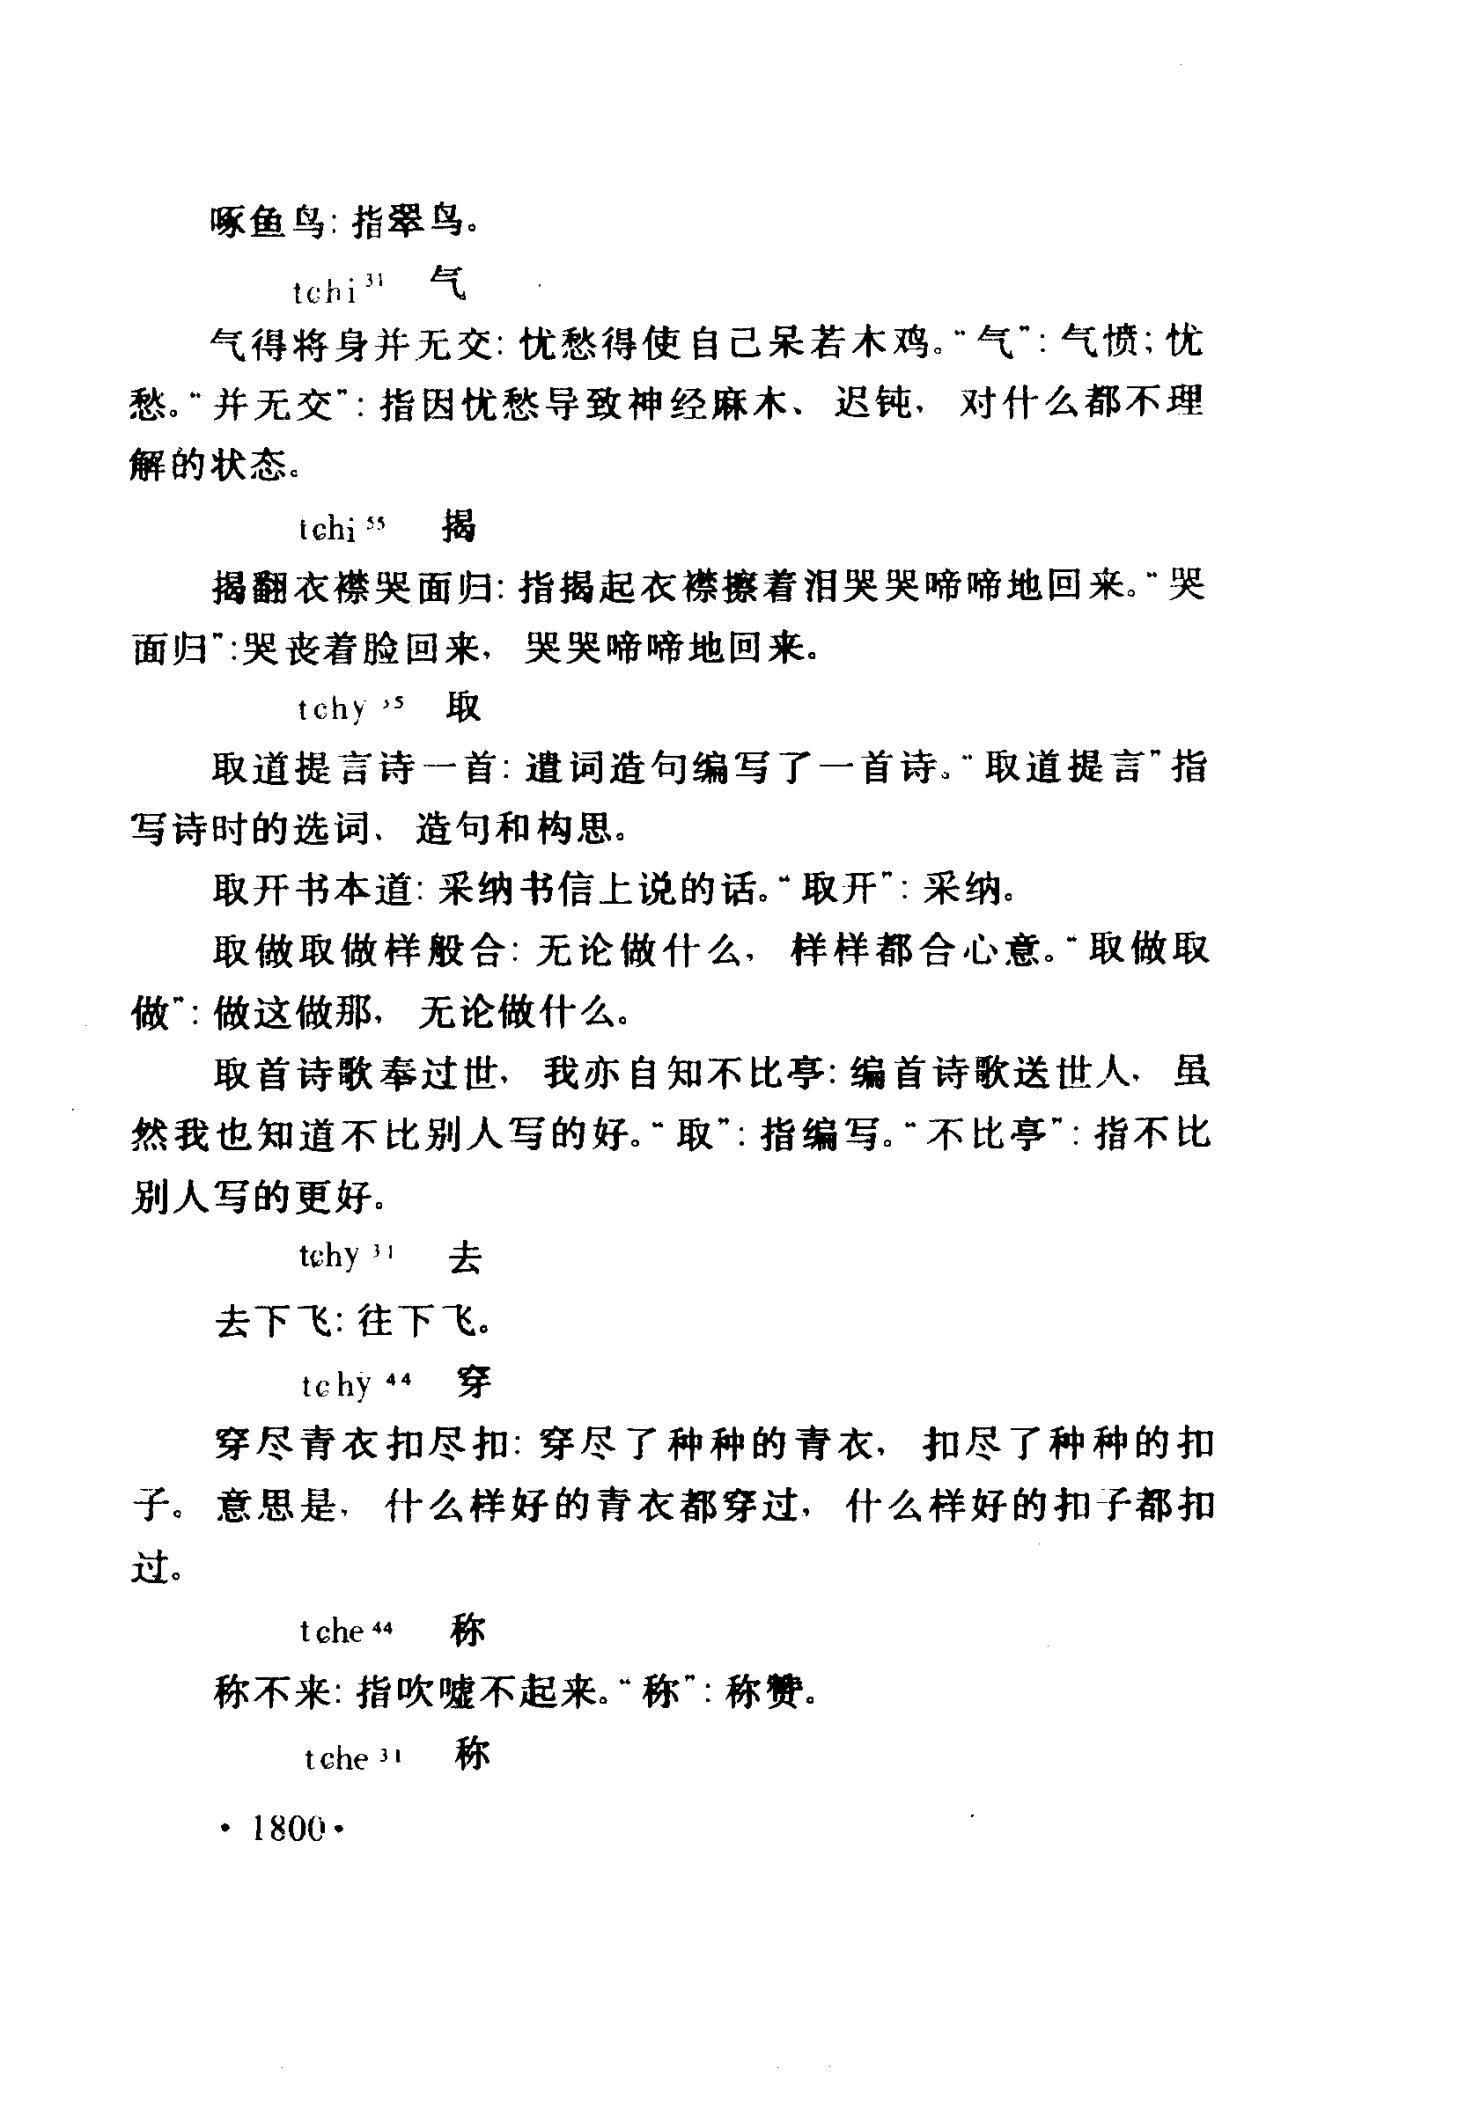 啄鱼鸟：指翠鸟。
tɕhi³¹ 气
气得将身并无交：忧愁得使自己呆若木鸡。“气”：气愤；忧
愁。“并无交”：指因忧愁导致神经麻木、迟钝，对什么都不理
解的状态。
tɕhi⁵⁵ 揭
揭翻衣襟哭面归：指揭起衣襟擦着泪哭哭啼啼地回来。“哭
面归”：哭丧着脸回来，哭哭啼啼地回来。
tɕhy³⁵ 取
取道提言诗一首：遣词造句编写了一首诗。“取道提言”指
写诗时的选词、造句和构思。
取开书本道：采纳书信上说的话。“取开”：采纳。
取做取做样般合：无论做什么，样样都合心意。“取做取
做”：做这做那，无论做什么。
取首诗歌奉过世，我亦自知不比亭：编首诗歌送世人，虽
然我也知道不比别人写的好。“取”：指编写。“不比亭”：指不比
别人写的更好。
tɕhy³¹ 去
去下飞：往下飞。
tɕhy⁴⁴ 穿
穿尽青衣扣尽扣：穿尽了种种的青衣，扣尽了种种的扣
子。意思是，什么样好的青衣都穿过，什么样好的扣子都扣
过。
tɕhe⁴⁴ 称
称不来：指吹嘘不起来。“称”：称赞。
tɕhe³¹ 称
·1800·